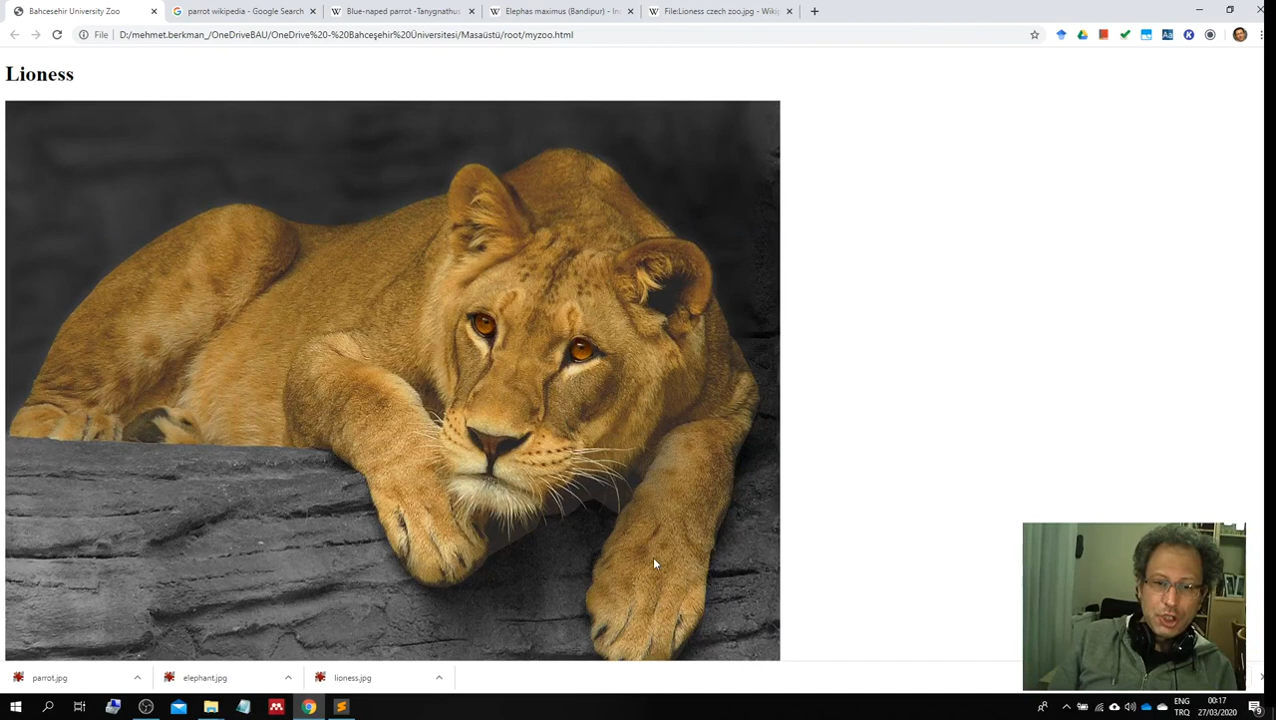 Bahcesehir University Zoo
parrot wikipedia - Google Search
Blue-naped parrot -Tanygnathus
Elephas maximus (Bandipur) - In
File:Lioness czech zoo.jpg - Wikip
File
D:/mehmet.berkman_/OneDriveBAU/OneDrive%20-%20Bahçeşehir%20Üniversitesi/Masaüstü/root/myzoo.html
Lioness
parrot.jpg
elephant.jpg
lioness.jpg
ENG
TRQ
00:17
27/03/2020